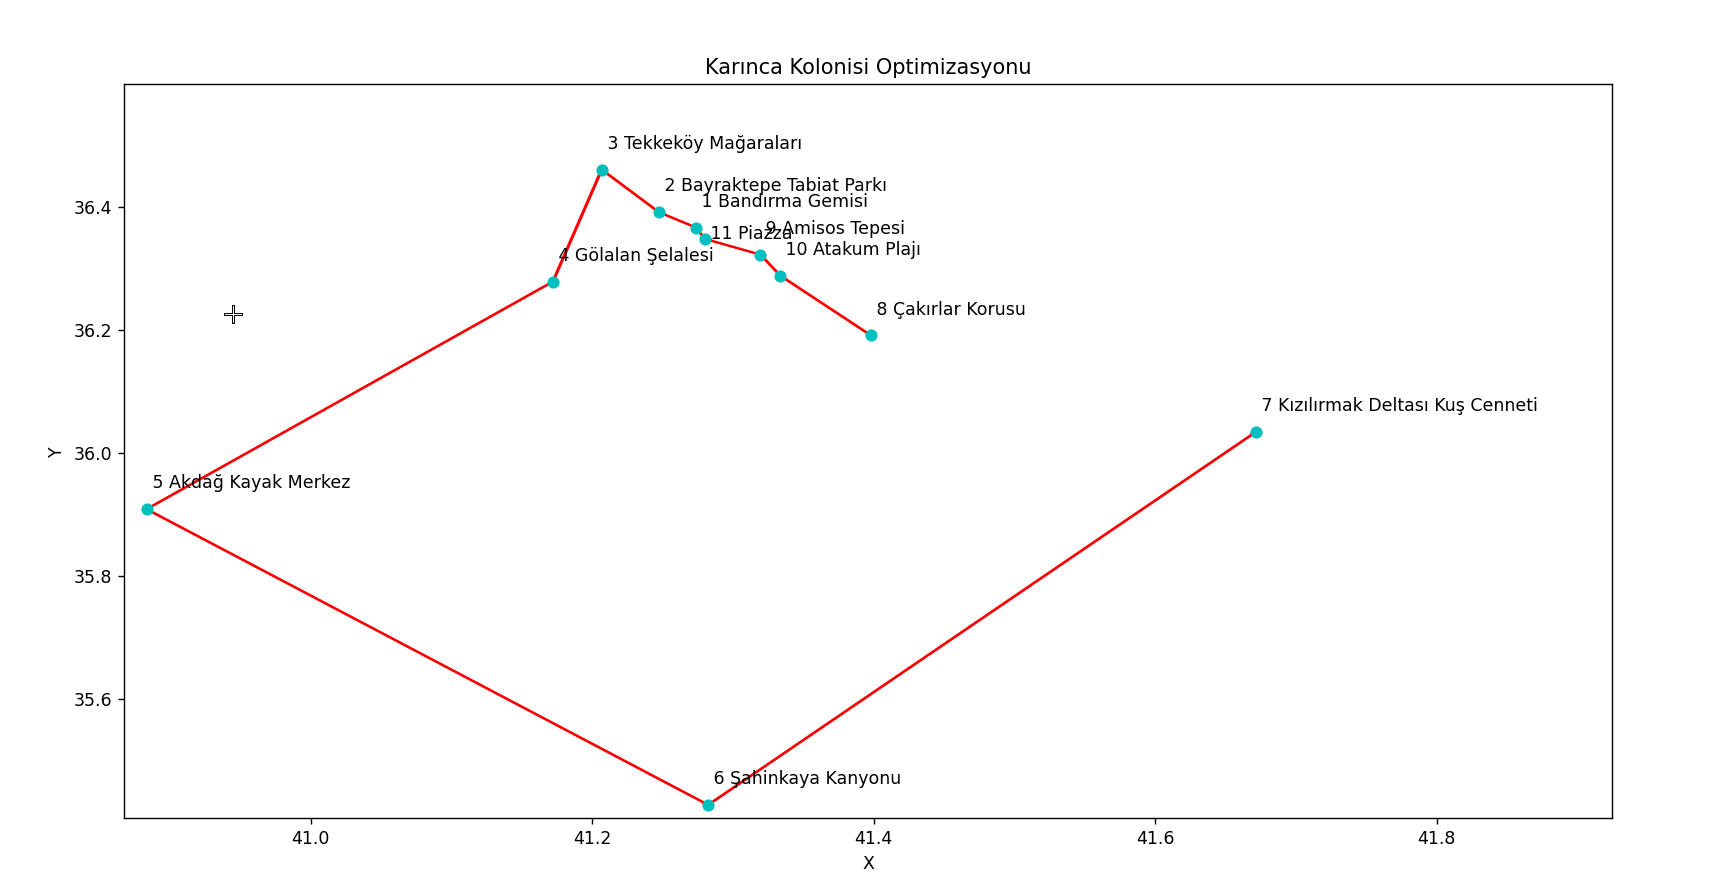 Karınca Kolonisi Optimizasyonu
3 Tekkeköy Mağaraları
2 Bayraktepe Tabiat Parkı
1 Bandırma Gemisi
9 Amisos Tepesi
11 Piazza
10 Atakum Plajı
4 Gölalan Şelalesi
8 Çakırlar Korusu
7 Kızılırmak Deltası Kuş Cenneti
5 Akdağ Kayak Merkez
6 Şahinkaya Kanyonu
36.4
36.2
36.0
35.8
35.6
Y
41.0 41.2 41.4 41.6 41.8
X